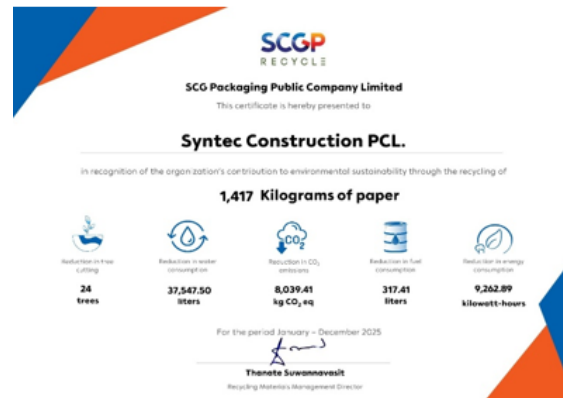 SCGP
RECYCLE
SCG Packaging Public Company Limited
This certificate is hereby presented to
Syntec Construction PCL.
in recognition of the organization's contribution to environmental sustainability through the recycling of
1,417 Kilograms of paper
CO2
Reduction in tree cutting
24 trees
Reduction in water consumption
37,547.50 liters
Reduction in CO2 emissions
8,039.41 kg CO2 eq
Reduction in fuel consumption
317.41 liters
Reduction in energy consumption
9,262.89 kilowatt-hours
For the period January – December 2025
Thanate Suwannavasit
Recycling Materials Management Director